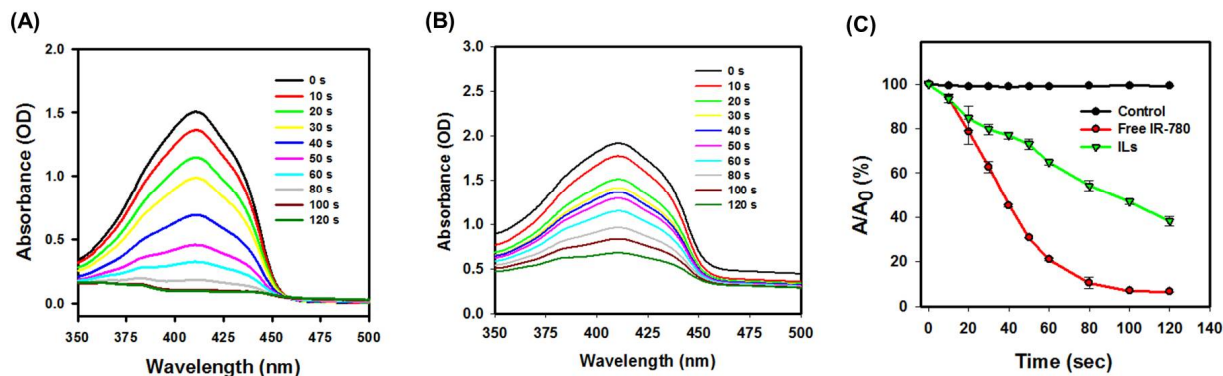 (A)
2.0
1.5
1.0
0.5
0.0
Absorbance (OD)
0 s
10 s
20 s
30 s
40 s
50 s
60 s
80 s
100 s
120 s
350 375 400 425 450 475 500
Wavelength (nm)
(B)
3.0
2.5
2.0
1.5
1.0
0.5
0.0
Absorbance (OD)
0 s
10 s
20 s
30 s
40 s
50 s
60 s
80 s
100 s
120 s
350 375 400 425 450 475 500
Wavelength (nm)
(C)
100
80
60
40
20
0
A/A0 (%)
Control
Free IR-780
ILs
0 20 40 60 80 100 120 140
Time (sec)